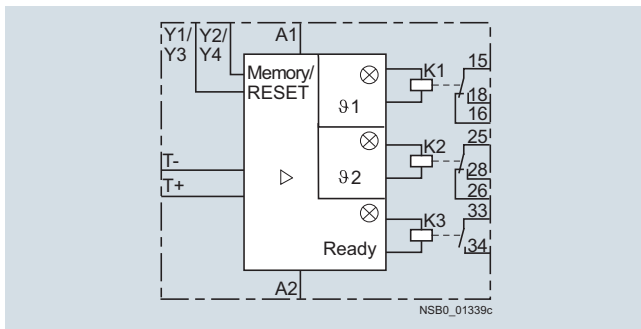 Y1/ Y2/ A1
Y3 Y4
Memory/
RESET
K1
15
18
16
ϑ1
K2
25
28
26
ϑ2
T-
T+
K3
33
34
Ready
A2
NSB0_01339c